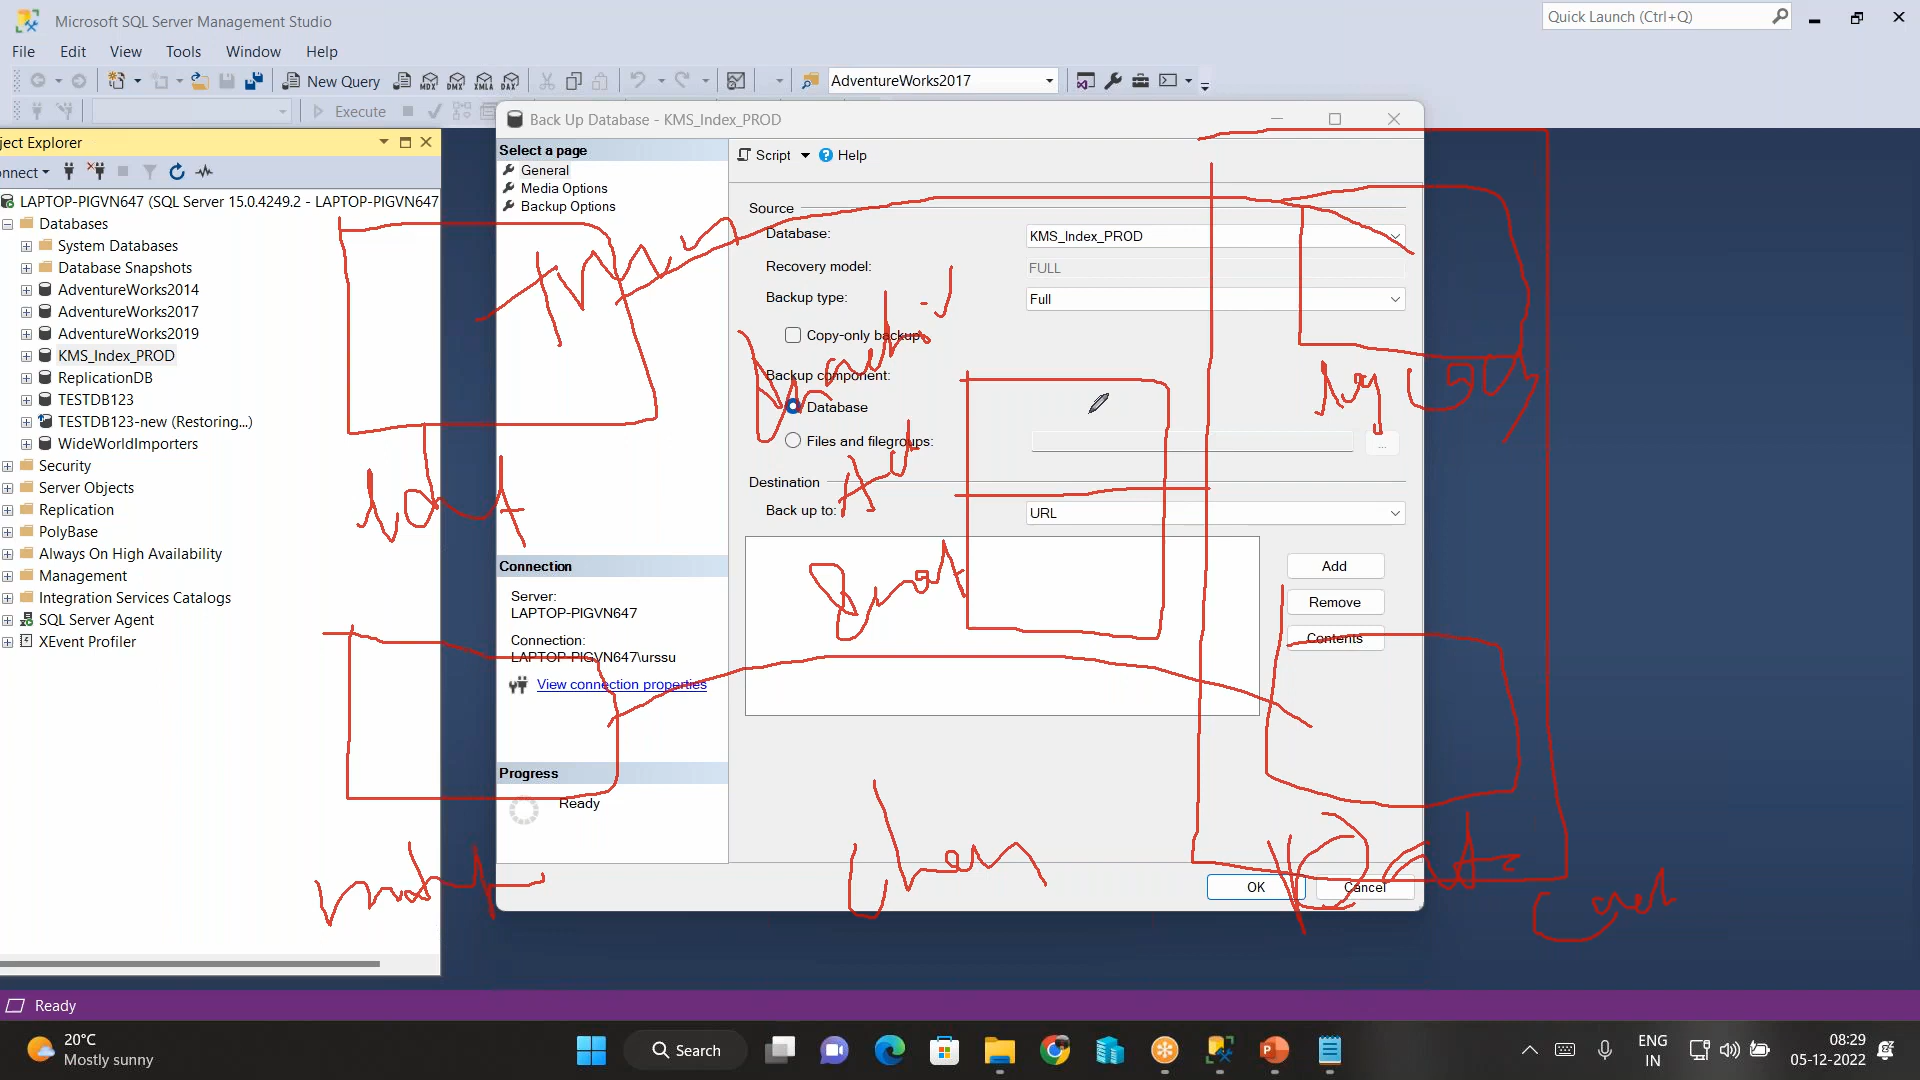 Microsoft SQL Server Management Studio
Quick Launch (Ctrl+Q)
File Edit View Tools Window Help
New Query
MDX DMX XMLA DAX
AdventureWorks2017
Execute
ject Explorer
Back Up Database - KMS_Index_PROD
nnect
Select a page
Script Help
General
Media Options
Backup Options
LAPTOP-PIGVN647 (SQL Server 15.0.4249.2 - LAPTOP-PIGVN647
Databases
System Databases
Database Snapshots
AdventureWorks2014
AdventureWorks2017
AdventureWorks2019
KMS_Index_PROD
ReplicationDB
TESTDB123
TESTDB123-new (Restoring...)
WideWorldImporters
Security
Server Objects
Replication
PolyBase
Always On High Availability
Management
Integration Services Catalogs
SQL Server Agent
XEvent Profiler
Source
Database: KMS_Index_PROD
Recovery model: FULL
Backup type: Full
Copy-only backup
Backup component:
Database
Files and filegroups:
...
Destination
Back up to: URL
Add
Remove
Contents
Connection
Server:
LAPTOP-PIGVN647
Connection:
LAPTOP-PIGVN647\urssu
View connection properties
Progress
Ready
OK Cancel
Ready
20°C
Mostly sunny
Search
ENG
IN
08:29
05-12-2022